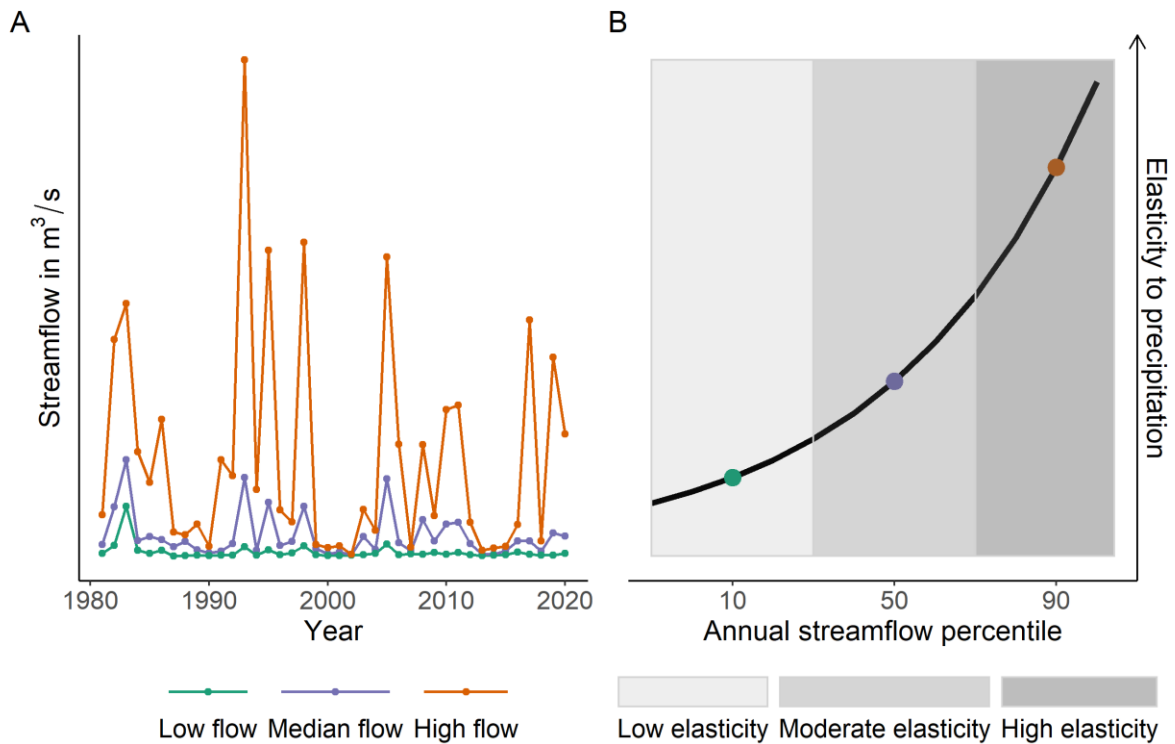 A
Streamflow in m³/s
1980 1990 2000 2010 2020
Year
Low flow Median flow High flow
B
Elasticity to precipitation
10 50 90
Annual streamflow percentile
Low elasticity Moderate elasticity High elasticity